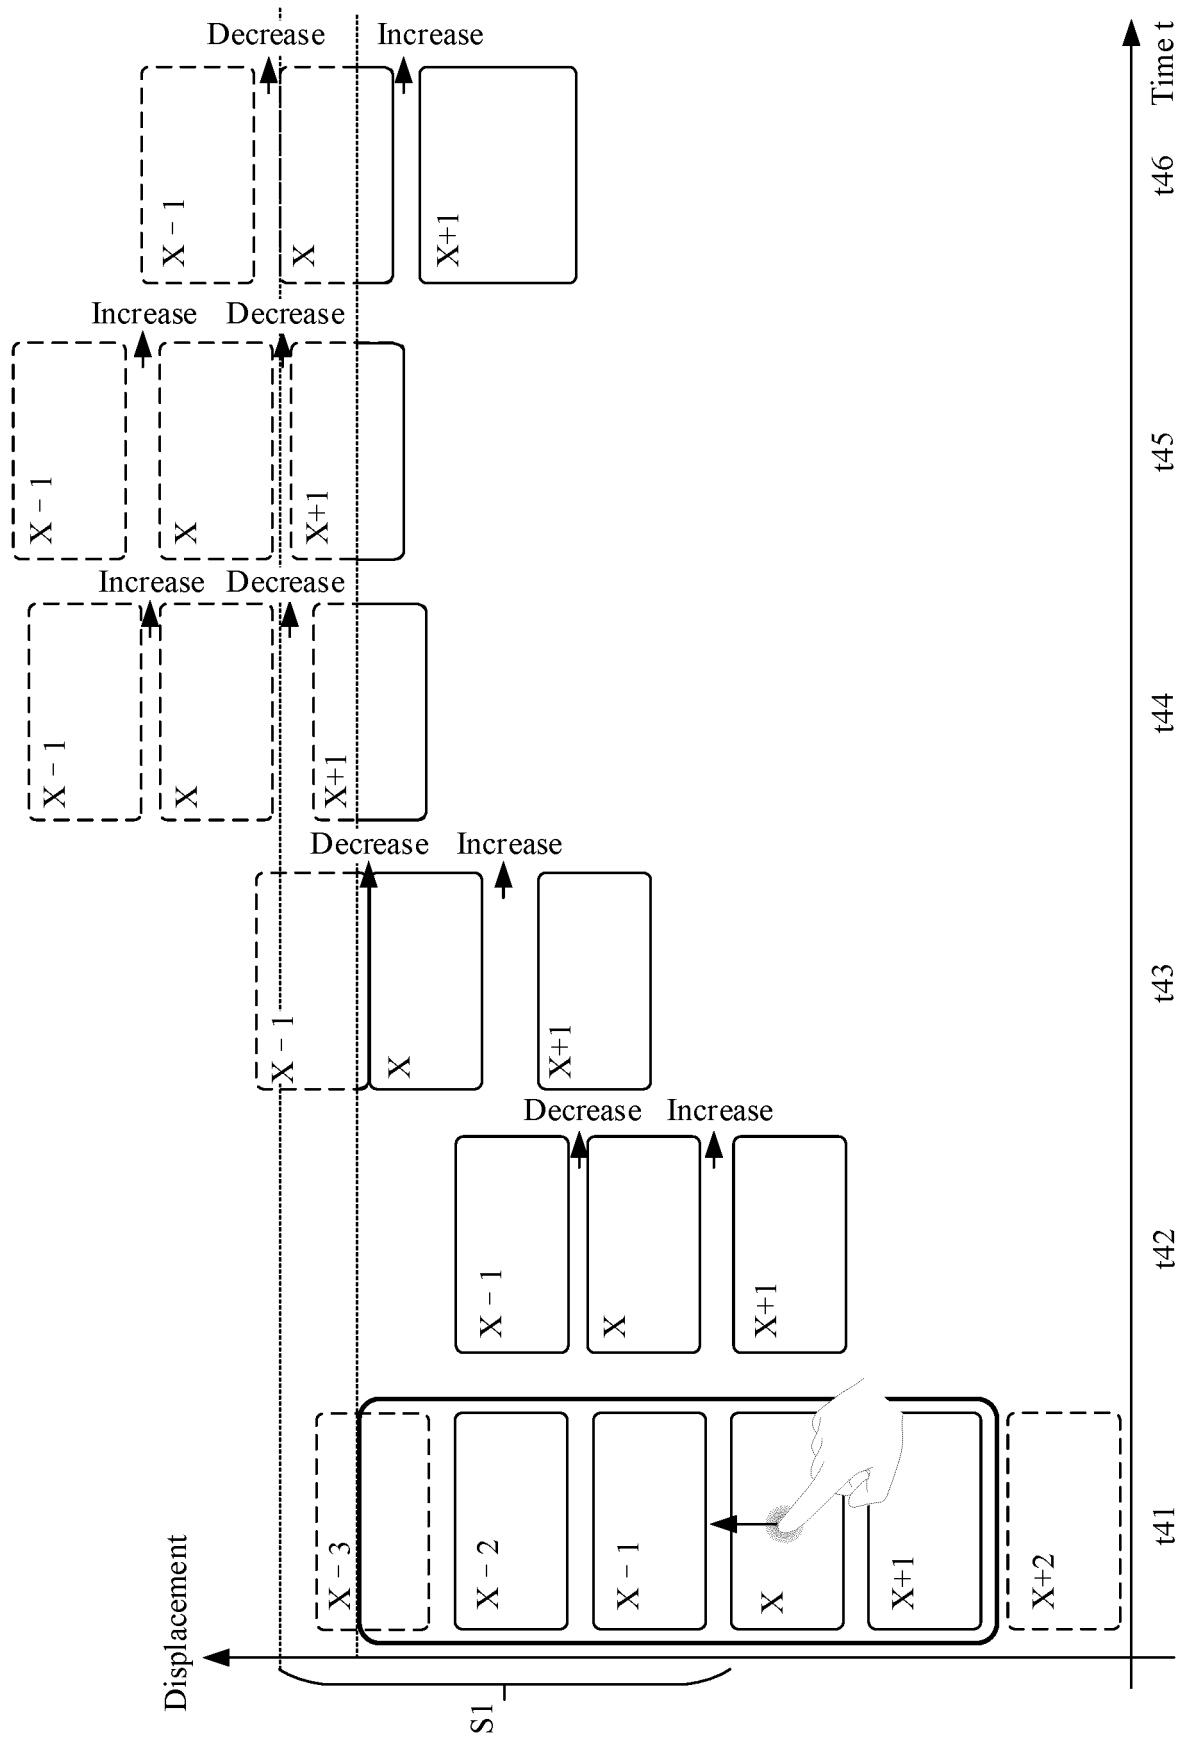 Displacement
S1
X − 3
X − 2
X − 1
X
X+1
X+2
t41
X − 1
X
X+1
Decrease
Increase
t42
X − 1
X
X+1
Decrease
Increase
t43
X − 1
X
X+1
Increase
Decrease
t44
X − 1
X
X+1
Increase
Decrease
t45
X − 1
X
X+1
Decrease
Increase
t46
Time t